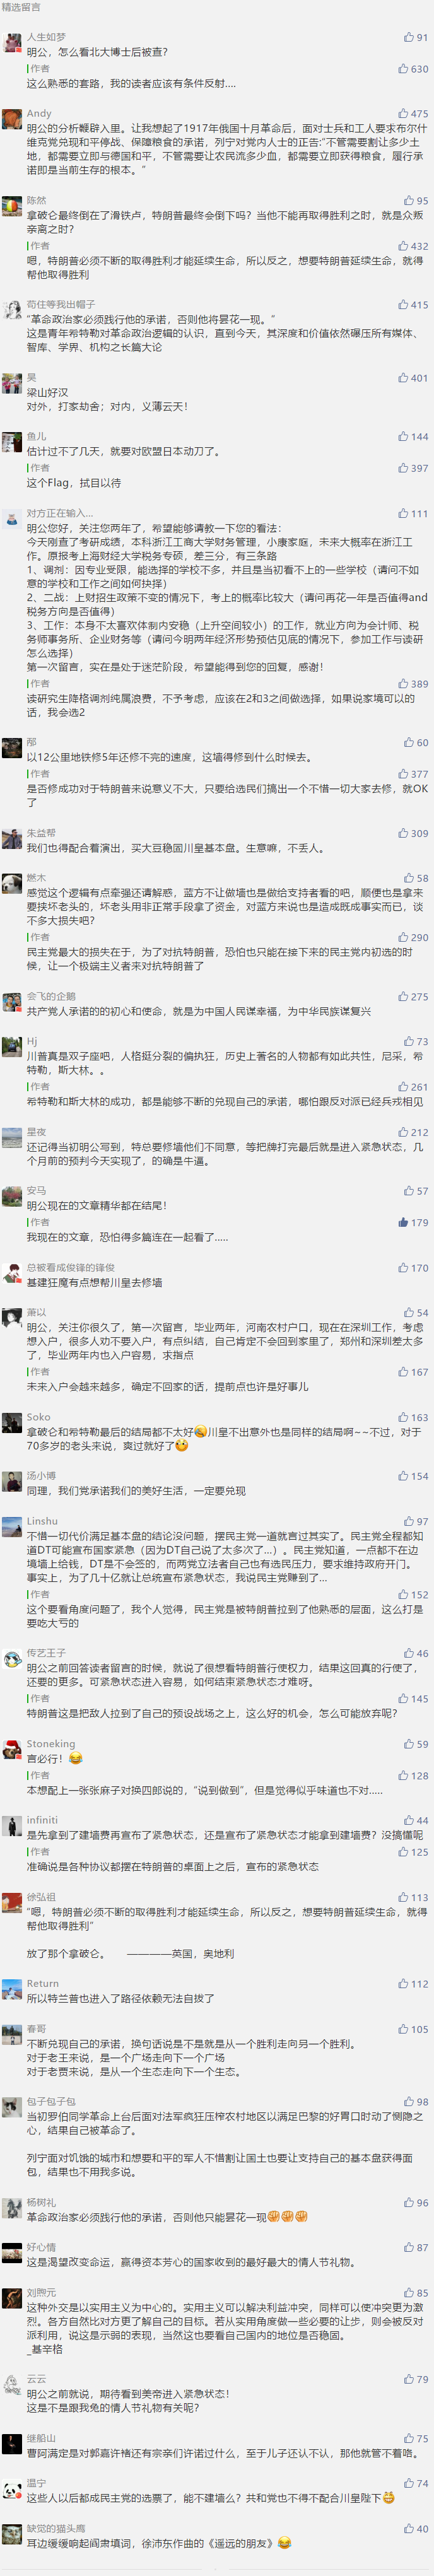 精选留言
人生如梦 91
明公，怎么看北大博士后被查？
作者 630
这么熟悉的套路，我的读者应该有条件反射....
Andy 475
明公的分析鞭辟入里。让我想起了1917年俄国十月革命后，面对士兵和工人要求布尔什
维克党兑现和平停战、保障粮食的承诺，列宁对党内人士的正告:“不管需要割让多少土
地，都需要立即与德国和平，不管需要让农民流多少血，都需要立即获得粮食，履行承
诺即是当前生存的根本。”
陈然 95
拿破仑最终倒在了滑铁卢，特朗普最终会倒下吗？当他不能再取得胜利之时，就是众叛
亲离之时？
作者 432
嗯，特朗普必须不断的取得胜利才能延续生命，所以反之，想要特朗普延续生命，就得
帮他取得胜利
苟住等我出帽子 415
“革命政治家必须践行他的承诺，否则他将昙花一现。”
这是青年希特勒对革命政治逻辑的认识，直到今天，其深度和价值依然碾压所有媒体、
智库、学界、机构之长篇大论
昊 401
梁山好汉
对外，打家劫舍；对内，义薄云天！
鱼儿 144
估计过不了几天，就要对欧盟日本动刀了。
作者 397
这个Flag，拭目以待
对方正在输入... 111
明公您好，关注您两年了，希望能够请教一下您的看法：
今天刚查了考研成绩，本科浙江工商大学财务管理，小康家庭，未来大概率在浙江工
作。原报考上海财经大学税务专硕，差三分，有三条路
1、调剂：因专业受限，能选择的学校不多，并且是当初看不上的一些学校（请问不如
意的学校和工作之间如何抉择）
2、二战：上财招生政策不变的情况下，考上的概率比较大（请问再花一年是否值得and
税务方向是否值得）
3、工作：本身不太喜欢体制内安稳（上升空间较小）的工作，就业方向为会计师、税
务师事务所、企业财务等（请问今明两年经济形势预估见底的情况下，参加工作与读研
怎么选择）
第一次留言，实在是处于迷茫阶段，希望能得到您的回复，感谢！
作者 389
读研究生降格调剂纯属浪费，不予考虑，应该在2和3之间做选择，如果说家境可以的
话，我会选2
邴 60
以12公里地铁修5年还修不完的速度，这墙得修到什么时候去。
作者 377
是否修成功对于特朗普来说意义不大，只要给选民们搞出一个不惜一切大家去修，就OK
了
朱益帮 309
我们也得配合着演出，买大豆稳固川皇基本盘。生意嘛，不丢人。
燃木 58
感觉这个逻辑有点牵强还请解惑，蓝方不让做墙也是做给支持者看的吧，顺便也是拿来
要挟坏老头的，坏老头用非正常手段拿了资金，对蓝方来说也是造成既成事实而已，谈
不多大损失吧？
作者 290
民主党最大的损失在于，为了对抗特朗普，恐怕也只能在接下来的民主党内初选的时
候，让一个极端主义者来对抗特朗普了
会飞的企鹅 275
共产党人承诺的的初心和使命，就是为中国人民谋幸福，为中华民族谋复兴
Hj 73
川普真是双子座吧，人格挺分裂的偏执狂，历史上著名的人物都有如此共性，尼采，希
特勒，斯大林。。
作者 261
希特勒和斯大林的成功，都是能够不断的兑现自己的承诺，哪怕跟反对派已经兵戎相见
星夜 212
还记得当初明公写到，特总要修墙他们不同意，等把牌打完最后就是进入紧急状态，几
个月前的预判今天实现了，的确是牛逼。
安马 57
明公现在的文章精华都在结尾！
作者 179
我现在的文章，恐怕得多篇连在一起看了.....
总被看成俊锋的锋俊 170
基建狂魔有点想帮川皇去修墙
萧以 54
明公，关注你很久了，第一次留言，毕业两年，河南农村户口，现在在深圳工作，考虑
想入户，很多人劝不要入户，有点纠结，自己肯定不会回到家里了，郑州和深圳差太多
了，毕业两年内也入户容易，求指点
作者 167
未来入户会越来越多，确定不回家的话，提前点也许是好事儿
Soko 163
拿破仑和希特勒最后的结局都不太好川皇不出意外也是同样的结局啊~~不过，对于
70多岁的老头来说，爽过就好了
汤小博 154
同理，我们党承诺我们的美好生活，一定要兑现
Linshu 97
不惜一切代价满足基本盘的结论没问题，摆民主党一道就言过其实了。民主党全程都知
道DT可能宣布国家紧急（因为DT自己说了太多次了...）。民主党知道，一点都不在边
境墙上给钱，DT是不会签的，而两党立法者自己也有选民压力，要求维持政府开门。
事实上，为了几十亿就让总统宣布紧急状态，我说民主党赚到了...
作者 152
这个要看角度问题了，我个人觉得，民主党是被特朗普拉到了他熟悉的层面，这么打是
要吃大亏的
传艺王子 46
明公之前回答读者留言的时候，就说了很想看特朗普行使权力，结果这回真的行使了，
还要的更多。可紧急状态进入容易，如何结束紧急状态才难呀。
作者 145
特朗普这是把敌人拉到了自己的预设战场之上，这么好的机会，怎么可能放弃呢？
Stoneking 59
言必行！
作者 128
本想配上一张张麻子对换四郎说的，“说到做到”，但是觉得似乎味道也不对.....
infiniti 44
是先拿到了建墙费再宣布了紧急状态，还是宣布了紧急状态才能拿到建墙费？没搞懂呢
作者 125
准确说是各种协议都摆在特朗普的桌面上之后，宣布的紧急状态
徐弘祖 113
“嗯，特朗普必须不断的取得胜利才能延续生命，所以反之，想要特朗普延续生命，就得
帮他取得胜利”
放了那个拿破仑。 ————英国，奥地利
Return 112
所以特兰普也进入了路径依赖无法自拔了
春哥 105
不断兑现自己的承诺，换句话说是不是就是从一个胜利走向另一个胜利。
对于老王来说，是一个广场走向下一个广场
对于老贾来说，是从一个生态走向下一个生态。
包子包子包 98
当初罗伯同学革命上台后面对法军疯狂压榨农村地区以满足巴黎的好胃口时动了恻隐之
心，结果自己被革命了。
列宁面对饥饿的城市和想要和平的军人不惜割让国土也要让支持自己的基本盘获得面
包，结果也不用我多说。
杨树礼 96
革命政治家必须践行他的承诺，否则他只能昙花一现
好心情 87
这是渴望改变命运，赢得资本芳心的国家收到的最好最大的情人节礼物。
刘煦元 85
这种外交是以实用主义为中心的。实用主义可以解决利益冲突，同样可以使冲突更为激
烈。各方自然比对方更了解自己的目标。若从实用角度做一些必要的让步，则会被反对
派利用，说这是示弱的表现，当然这也要看自己国内的地位是否稳固。
_基辛格
云云 79
明公之前就说，期待看到美帝进入紧急状态！
这是不是跟我免的情人节礼物有关呢？
继船山 75
曹阿满定是对郭嘉许褚还有宗亲们许诺过什么，至于儿子还认不认，那他就管不着咯。
温宁 74
这些人以后都成民主党的选票了，能不建墙么？共和党也不得不配合川皇陛下
缺觉的猫头鹰 40
耳边缓缓响起阎肃填词，徐沛东作曲的《遥远的朋友》